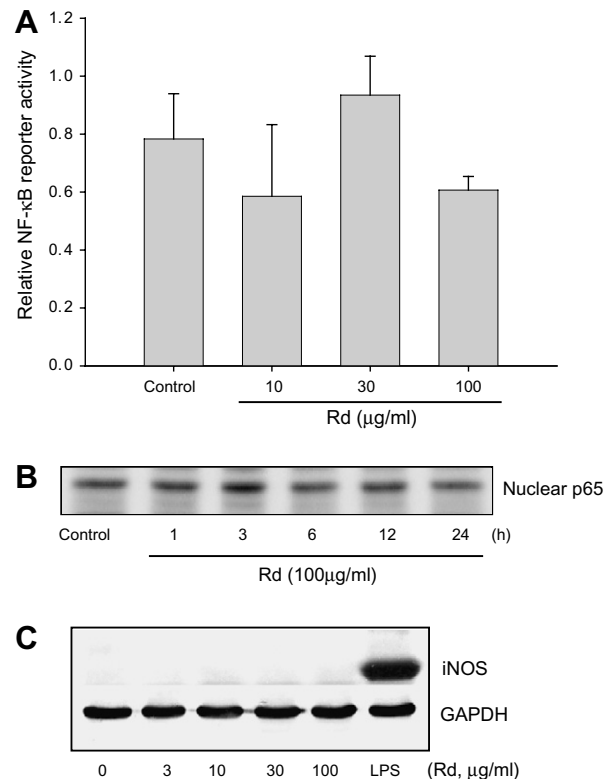 A
Relative NF-κB reporter activity
1.2
1.0
0.8
0.6
0.4
0.2
0.0
Control 10 30 100
Rd (μg/ml)
B
Nuclear p65
Control 1 3 6 12 24 (h)
Rd (100μg/ml)
C
iNOS
GAPDH
0 3 10 30 100 LPS (Rd, μg/ml)